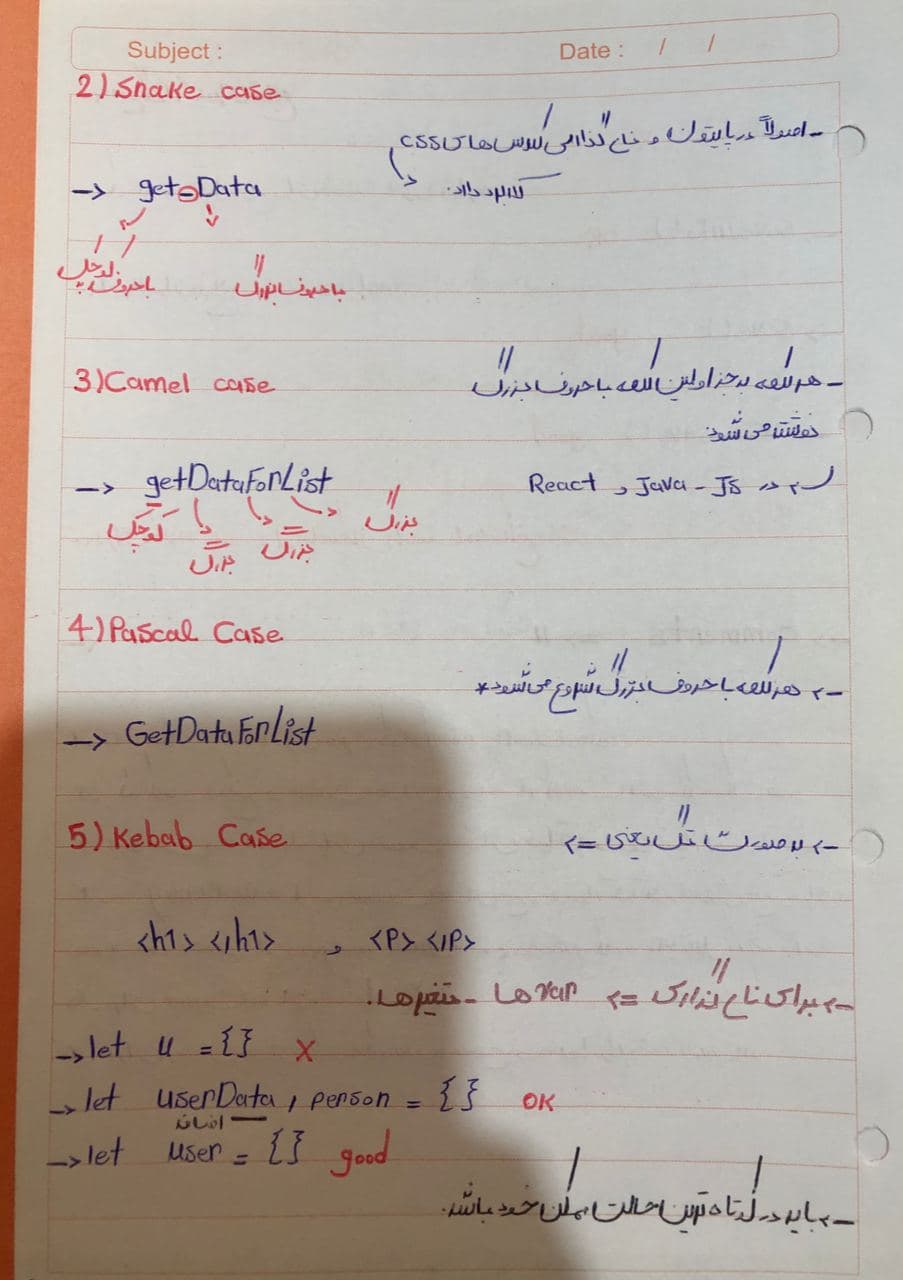 Subject :
Date :   /   /
2) Snake case
- اصولاً در پایتون و نام گذاری کلاس های css
کاربرد دارد.
-> get_Data
با حروف کوچک
با حروف بزرگ
3) Camel case
- هر کلمه به جز اولین کلمه با حروف بزرگ
نوشته می شود.
در React , Java - JS
-> getDataForList
کوچک بزرگ بزرگ بزرگ
4) Pascal Case
-> هر کلمه با حروف بزرگ شروع می شود*
-> GetDataForList
5) Kebab Case
-> به صورت تگ یعنی =>
<h1> </h1> , <P> </P>
-> برای نام گذاری => var ها - متغیرها.
-> let u = {} X
-> let userData , person = {} OK
اضافه
-> let user = {} good
-> باید در کوتاه ترین حالت ممکن خود باشد.